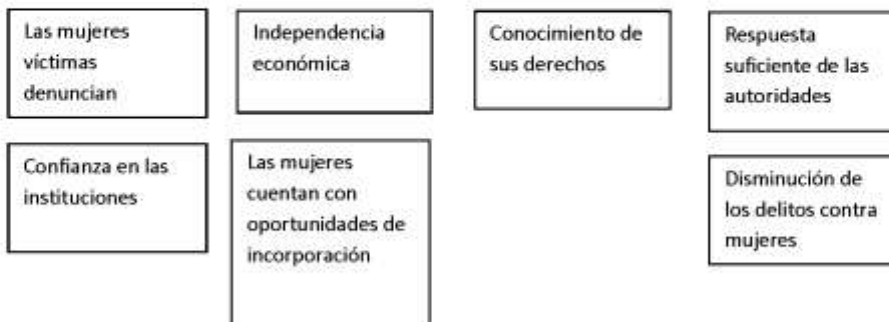 Las mujeres
víctimas
denuncian
Independencia
económica
Conocimiento de
sus derechos
Respuesta
suficiente de las
autoridades
Confianza en las
instituciones
Las mujeres
cuentan con
oportunidades de
incorporación
Disminución de
los delitos contra
mujeres